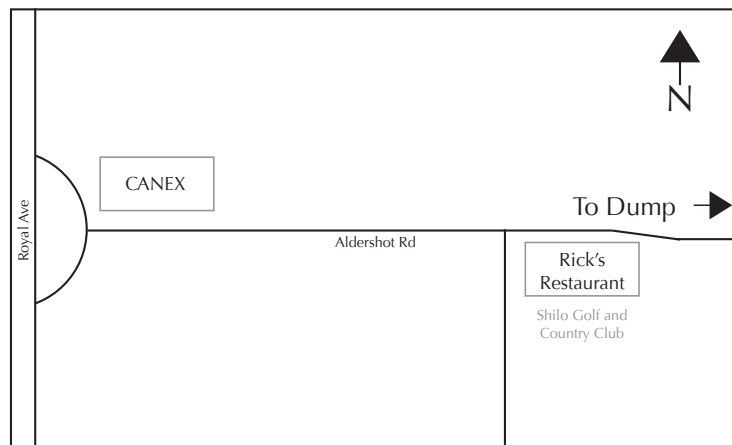 N
CANEX
Royal Ave
To Dump
Aldershot Rd
Rick's
Restaurant
Shilo Golf and
Country Club